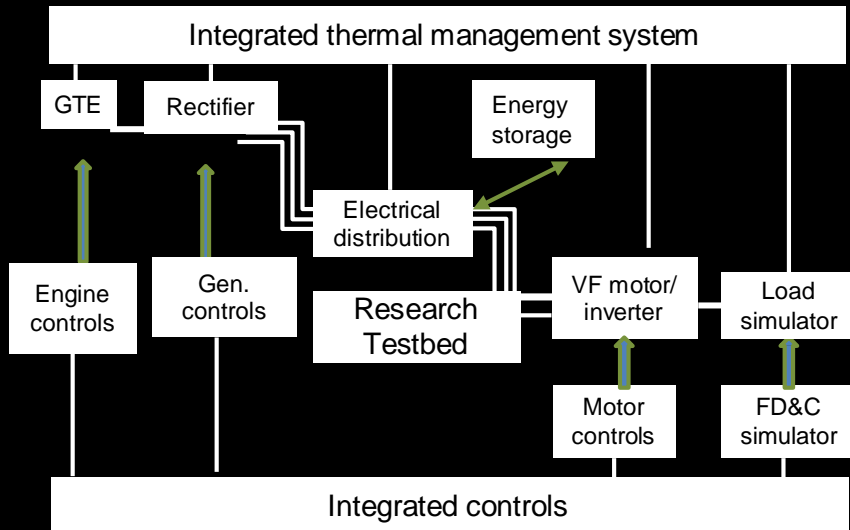 Integrated thermal management system
GTE
Rectifier
Energy
storage
Electrical
distribution
Engine
controls
Gen.
controls
Research
Testbed
VF motor/
inverter
Load
simulator
Motor
controls
FD&C
simulator
Integrated controls